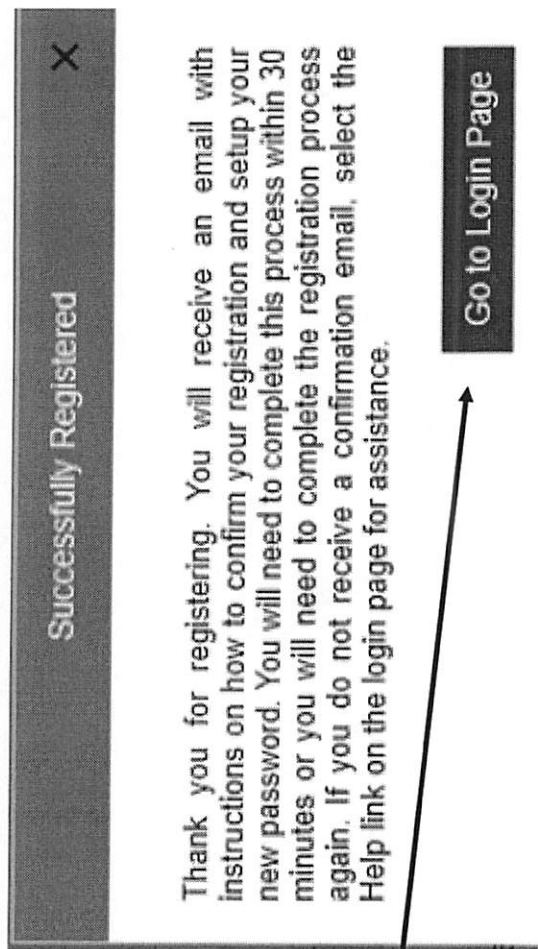 Successfully Registered X
Thank you for registering. You will receive an email with
instructions on how to confirm your registration and setup your
new password. You will need to complete this process within 30
minutes or you will need to complete the registration process
again. If you do not receive a confirmation email, select the
Help link on the login page for assistance.
Go to Login Page